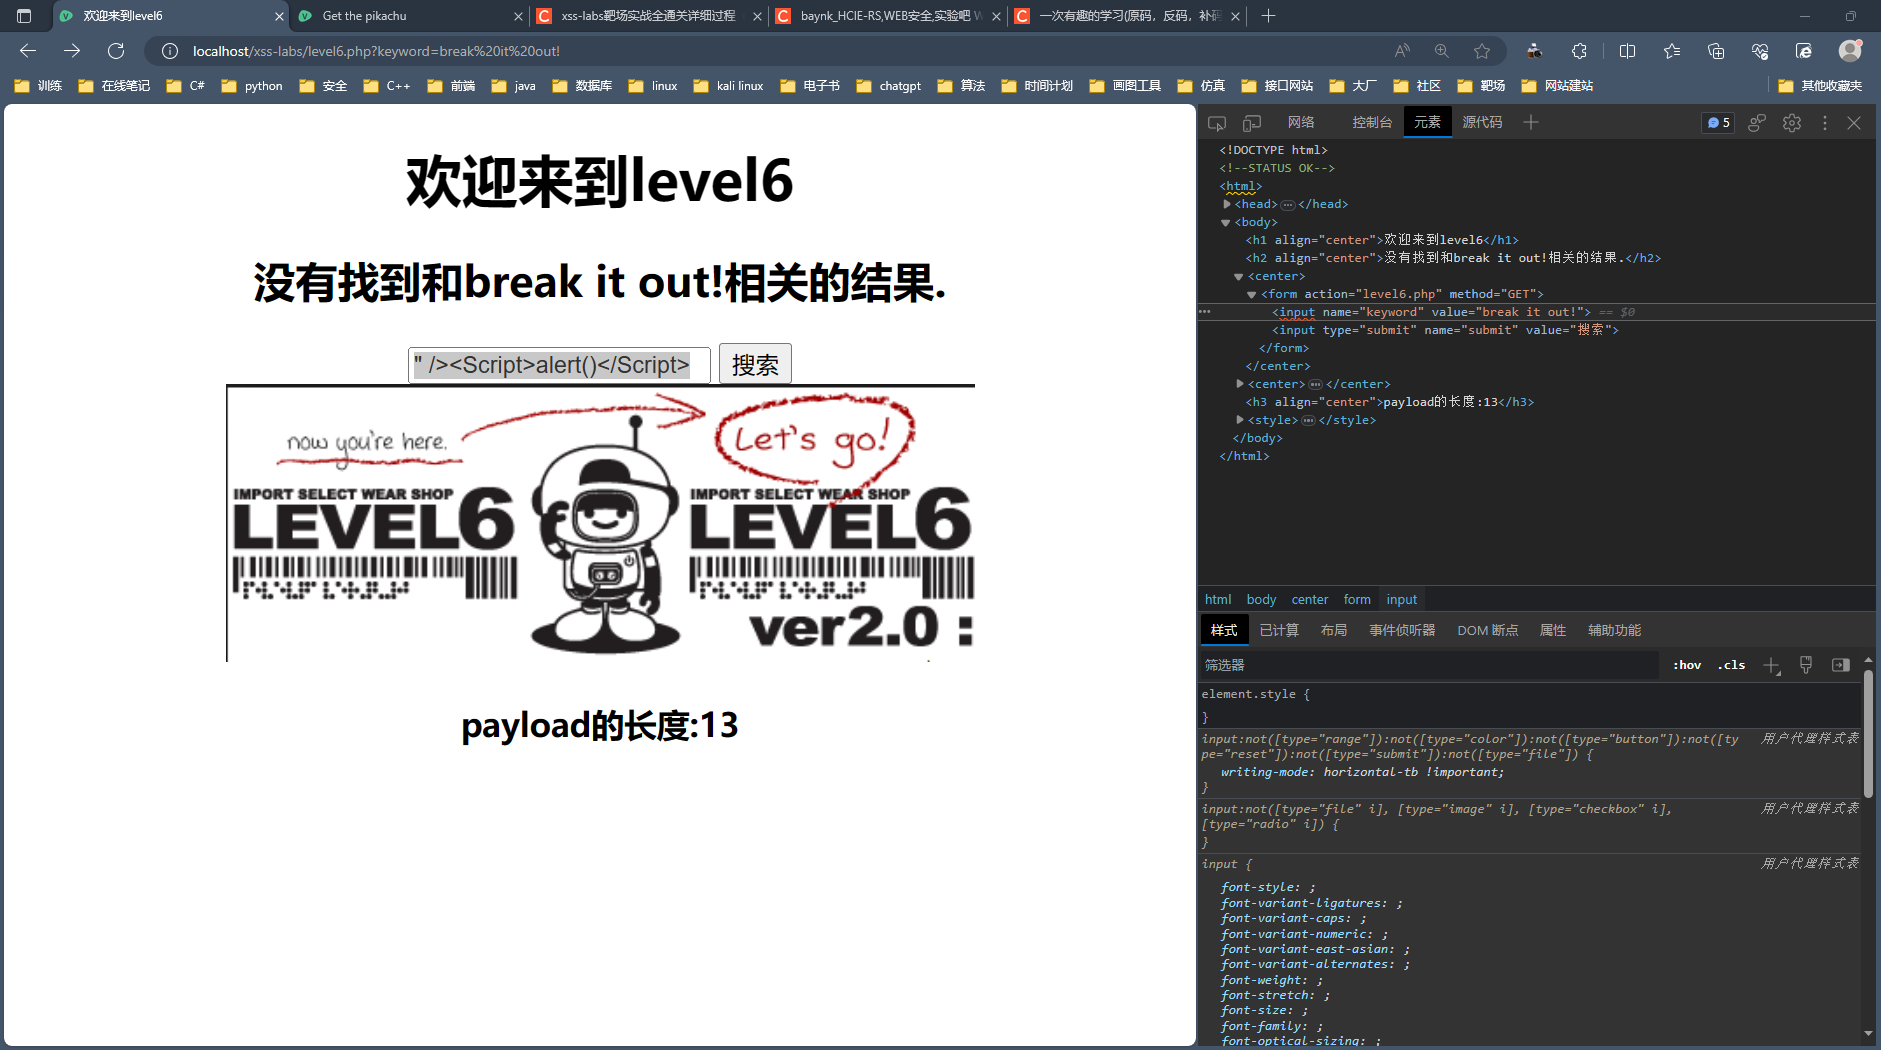 欢迎来到level6
Get the pikachu
xss-labs靶场实战全通关详细过程
baynk_HCIE-RS,WEB安全,实验吧 W
一次有趣的学习(原码，反码，补码
localhost/xss-labs/level6.php?keyword=break%20it%20out!
训练 在线笔记 C# python 安全 C++ 前端 java 数据库 linux kali linux 电子书 chatgpt 算法 时间计划 画图工具 仿真 接口网站 大厂 社区 靶场 网站建站 其他收藏夹
欢迎来到level6
没有找到和break it out!相关的结果.
" /><Script>alert()</Script> 搜索
now you're here.
Let's go!
IMPORT SELECT WEAR SHOP
LEVEL6
IMPORT SELECT WEAR SHOP
LEVEL6
ver2.0 :
payload的长度:13
网络 控制台 元素 源代码 5
<!DOCTYPE html>
<!--STATUS OK-->
<html>
<head>…</head>
<body>
<h1 align="center">欢迎来到level6</h1>
<h2 align="center">没有找到和break it out!相关的结果.</h2>
<center>
<form action="level6.php" method="GET">
<input name="keyword" value="break it out!"> == $0
<input type="submit" name="submit" value="搜索">
</form>
</center>
<center>…</center>
<h3 align="center">payload的长度:13</h3>
<style>…</style>
</body>
</html>
html body center form input
样式 已计算 布局 事件侦听器 DOM 断点 属性 辅助功能
筛选器 :hov .cls
element.style {
}
input:not([type="range"]):not([type="color"]):not([type="button"]):not([ty 用户代理样式表
pe="reset"]):not([type="submit"]):not([type="file"]) {
writing-mode: horizontal-tb !important;
}
input:not([type="file" i], [type="image" i], [type="checkbox" i], 用户代理样式表
[type="radio" i]) {
}
input { 用户代理样式表
font-style: ;
font-variant-ligatures: ;
font-variant-caps: ;
font-variant-numeric: ;
font-variant-east-asian: ;
font-variant-alternates: ;
font-weight: ;
font-stretch: ;
font-size: ;
font-family: ;
font-optical-sizing: ;